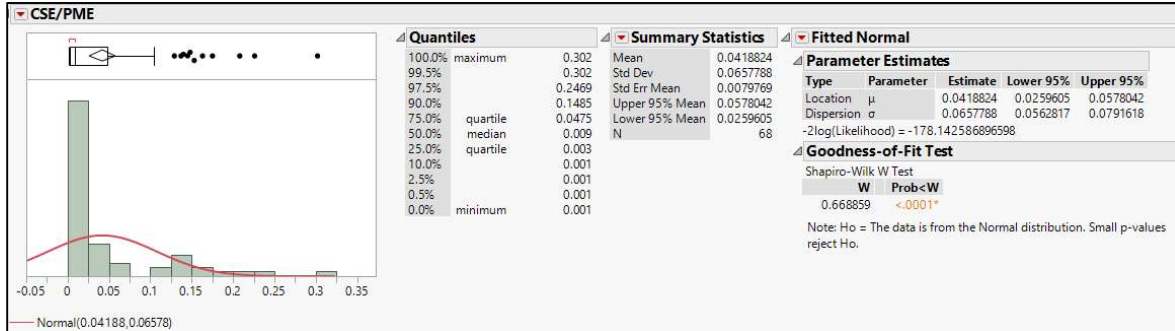 CSE/PME
-0.05 0 0.05 0.1 0.15 0.2 0.25 0.3 0.35
Normal(0.04188,0.06578)
Quantiles
100.0% maximum 0.302
99.5% 0.302
97.5% 0.2469
90.0% 0.1485
75.0% quartile 0.0475
50.0% median 0.009
25.0% quartile 0.003
10.0% 0.001
2.5% 0.001
0.5% 0.001
0.0% minimum 0.001
Summary Statistics
Mean 0.0418824
Std Dev 0.0657788
Std Err Mean 0.0079769
Upper 95% Mean 0.0578042
Lower 95% Mean 0.0259605
N 68
Fitted Normal
Parameter Estimates
Type Parameter Estimate Lower 95% Upper 95%
Location μ 0.0418824 0.0259605 0.0578042
Dispersion σ 0.0657788 0.0562817 0.0791618
-2log(Likelihood) = -178.142586896598
Goodness-of-Fit Test
Shapiro-Wilk W Test
W Prob<W
0.668859 <.0001*
Note: Ho = The data is from the Normal distribution. Small p-values
reject Ho.